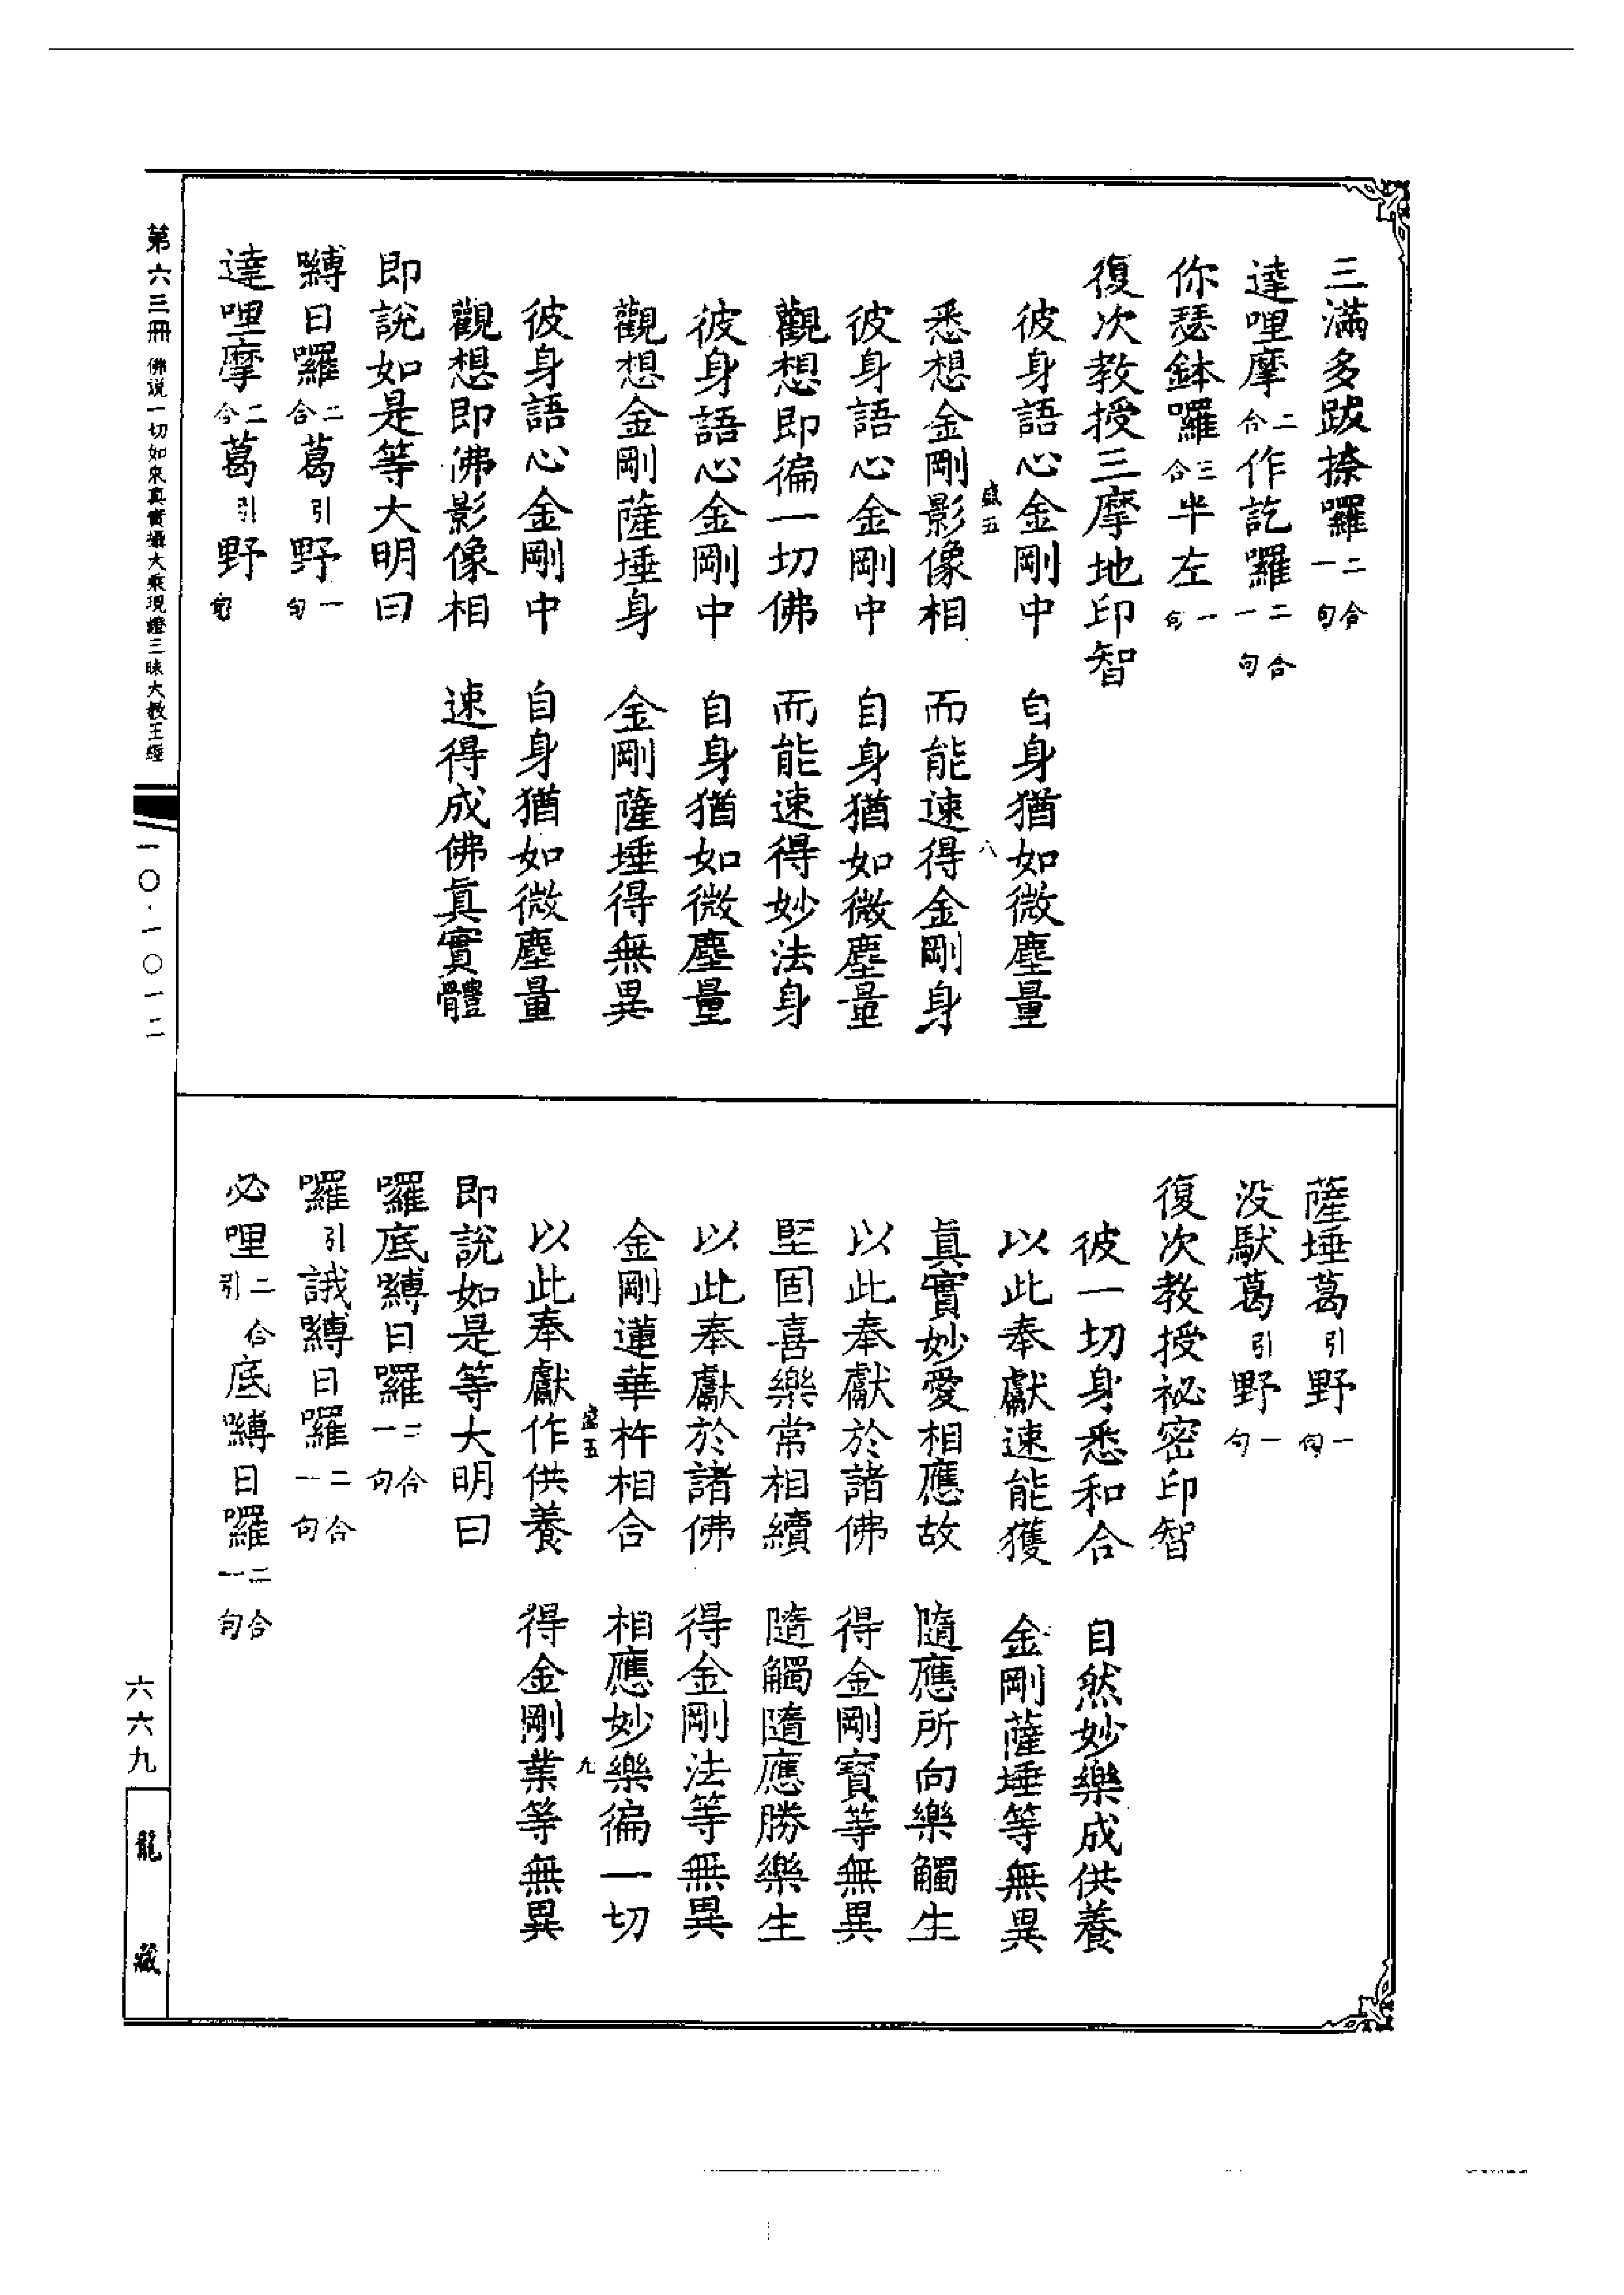 三滿多跋捺囉二合一句
達哩摩二合作訖囉二合一句
你瑟鉢囉三合半左一句
復次教授三摩地印智
彼身語心金剛中　自身猶如微塵量
盛五　八
悉想金剛影像相　而能速得金剛身
彼身語心金剛中　自身猶如微塵量
觀想即徧一切佛　而能速得妙法身
彼身語心金剛中　自身猶如微塵量
觀想金剛薩埵身　金剛薩埵得無異
彼身語心金剛中　自身猶如微塵量
觀想即佛影像相　速得成佛真實體
即說如是等大明曰
嚩日囉二合葛引野一句
達哩摩二合葛引野句
薩埵葛引野一句
没馱葛引野一句
復次教授祕密印智
彼一切身悉和合　自然妙樂成供養
以此奉獻速能獲　金剛薩埵等無異
真實妙愛相應故　隨應所向樂觸生
以此奉獻於諸佛　得金剛寶等無異
堅固喜樂常相續　隨觸隨應勝樂生
以此奉獻於諸佛　得金剛法等無異
金剛蓮華杵相合　相應妙樂徧一切
盛五　九
以此奉獻作供養　得金剛業等無異
即說如是等大明曰
囉底嚩日囉二合一句
囉引誐嚩日囉二合一句
必哩二合引底嚩日囉二合一句
第六三冊　佛説一切如來真實攝大乘現證三昧大教王經
一〇·一〇一二
六六九
龍藏